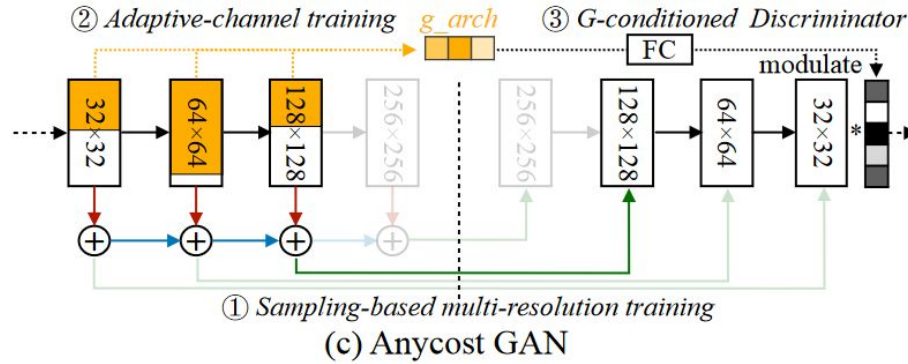 ② Adaptive-channel training
g_arch
③ G-conditioned Discriminator
FC
modulate
32×32
64×64
128×128
256×256
256×256
128×128
64×64
32×32
*
+
+
+
+
① Sampling-based multi-resolution training
(c) Anycost GAN